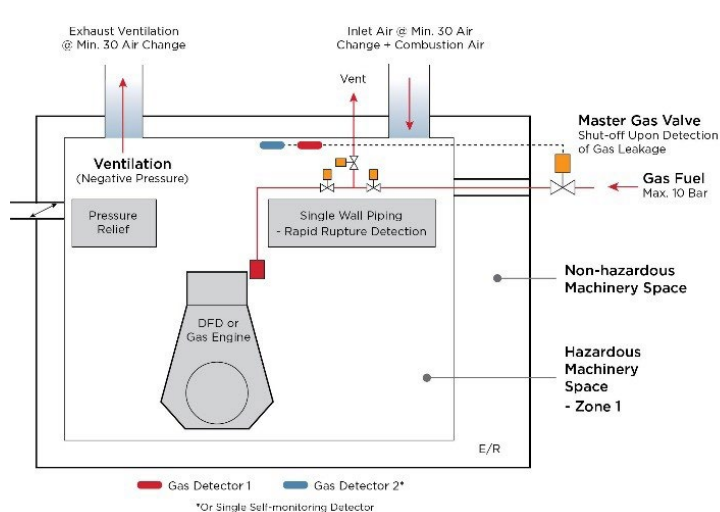 Exhaust Ventilation
@ Min. 30 Air Change
Inlet Air @ Min. 30 Air
Change + Combustion Air
Vent
Master Gas Valve
Shut-off Upon Detection
of Gas Leakage
Ventilation
(Negative Pressure)
Gas Fuel
Max. 10 Bar
Pressure
Relief
Single Wall Piping
- Rapid Rupture Detection
Non-hazardous
Machinery Space
DFD or
Gas Engine
Hazardous
Machinery
Space
- Zone 1
E/R
Gas Detector 1
Gas Detector 2*
*Or Single Self-monitoring Detector